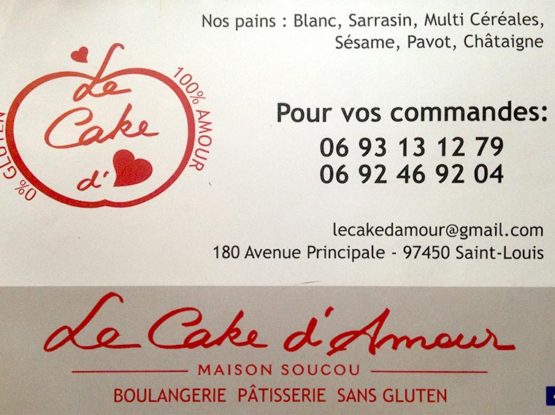 Nos pains : Blanc, Sarrasin, Multi Céréales,
Sésame, Pavot, Châtaigne
Le
Cake
d'
0% GLUTEN
100% AMOUR
Pour vos commandes:
06 93 13 12 79
06 92 46 92 04
lecakedamour@gmail.com
180 Avenue Principale - 97450 Saint-Louis
Le Cake d'Amour
MAISON SOUCOU
BOULANGERIE PÂTISSERIE SANS GLUTEN